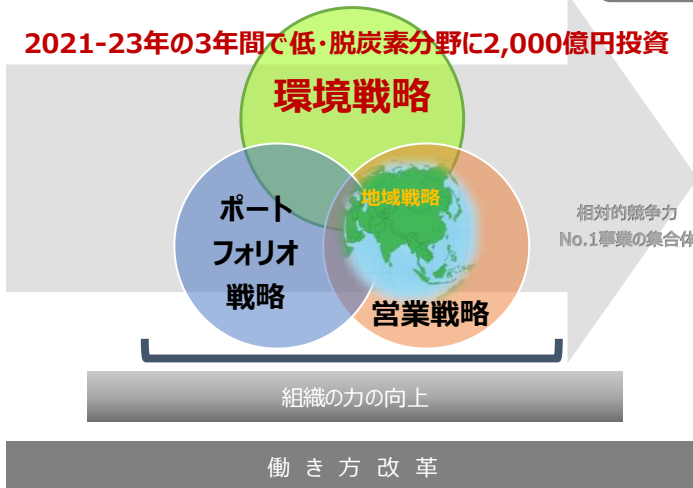 2021-23年の3年間で低・脱炭素分野に2,000億円投資
環境戦略
地域戦略
ポート
フォリオ
戦略
営業戦略
相対的競争力
No.1事業の集合体
組織の力の向上
働き方改革